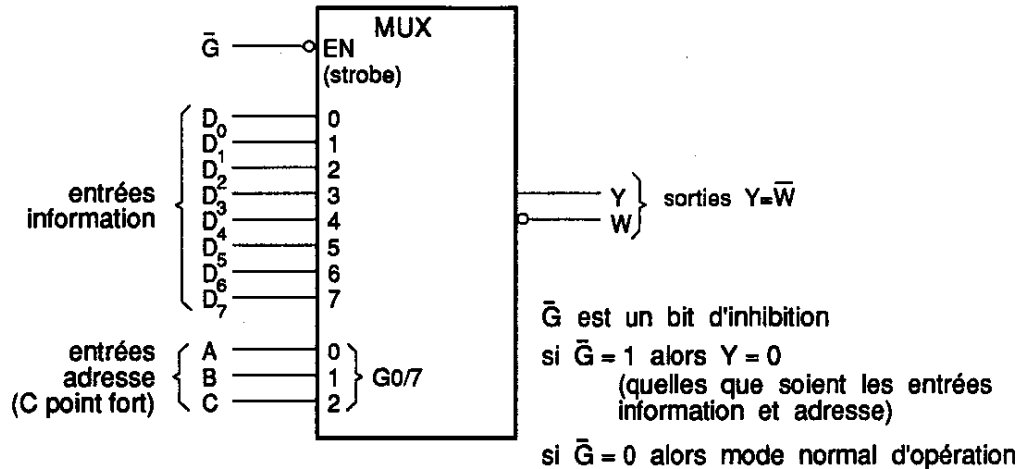 MUX
Ḡ
EN
(strobe)
D0 0
D1 1
D2 2
D3 3
D4 4
D5 5
D6 6
D7 7
entrées
information
Y
W̅
sorties Y=W̅
entrées
adresse
(C point fort)
A 0
B 1
C 2
G0/7
Ḡ est un bit d'inhibition
si Ḡ = 1 alors Y = 0
(quelles que soient les entrées
information et adresse)
si Ḡ = 0 alors mode normal d'opération